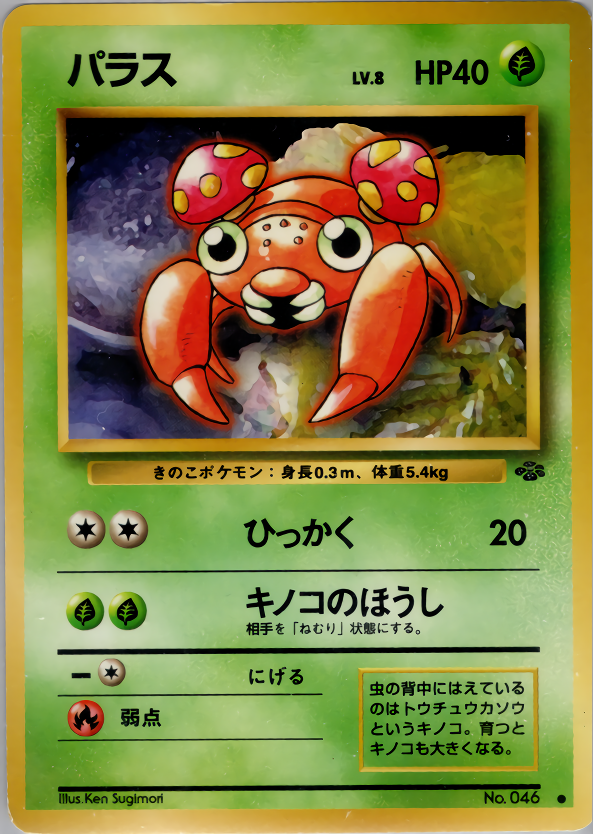 パラス LV.8 HP40
きのこポケモン：身長0.3m、体重5.4kg
ひっかく 20
キノコのほうし
相手を「ねむり」状態にする。
にげる
弱点
虫の背中にはえている
のはトウチュウカソウ
というキノコ。育つと
キノコも大きくなる。
Illus.Ken Sugimori No. 046